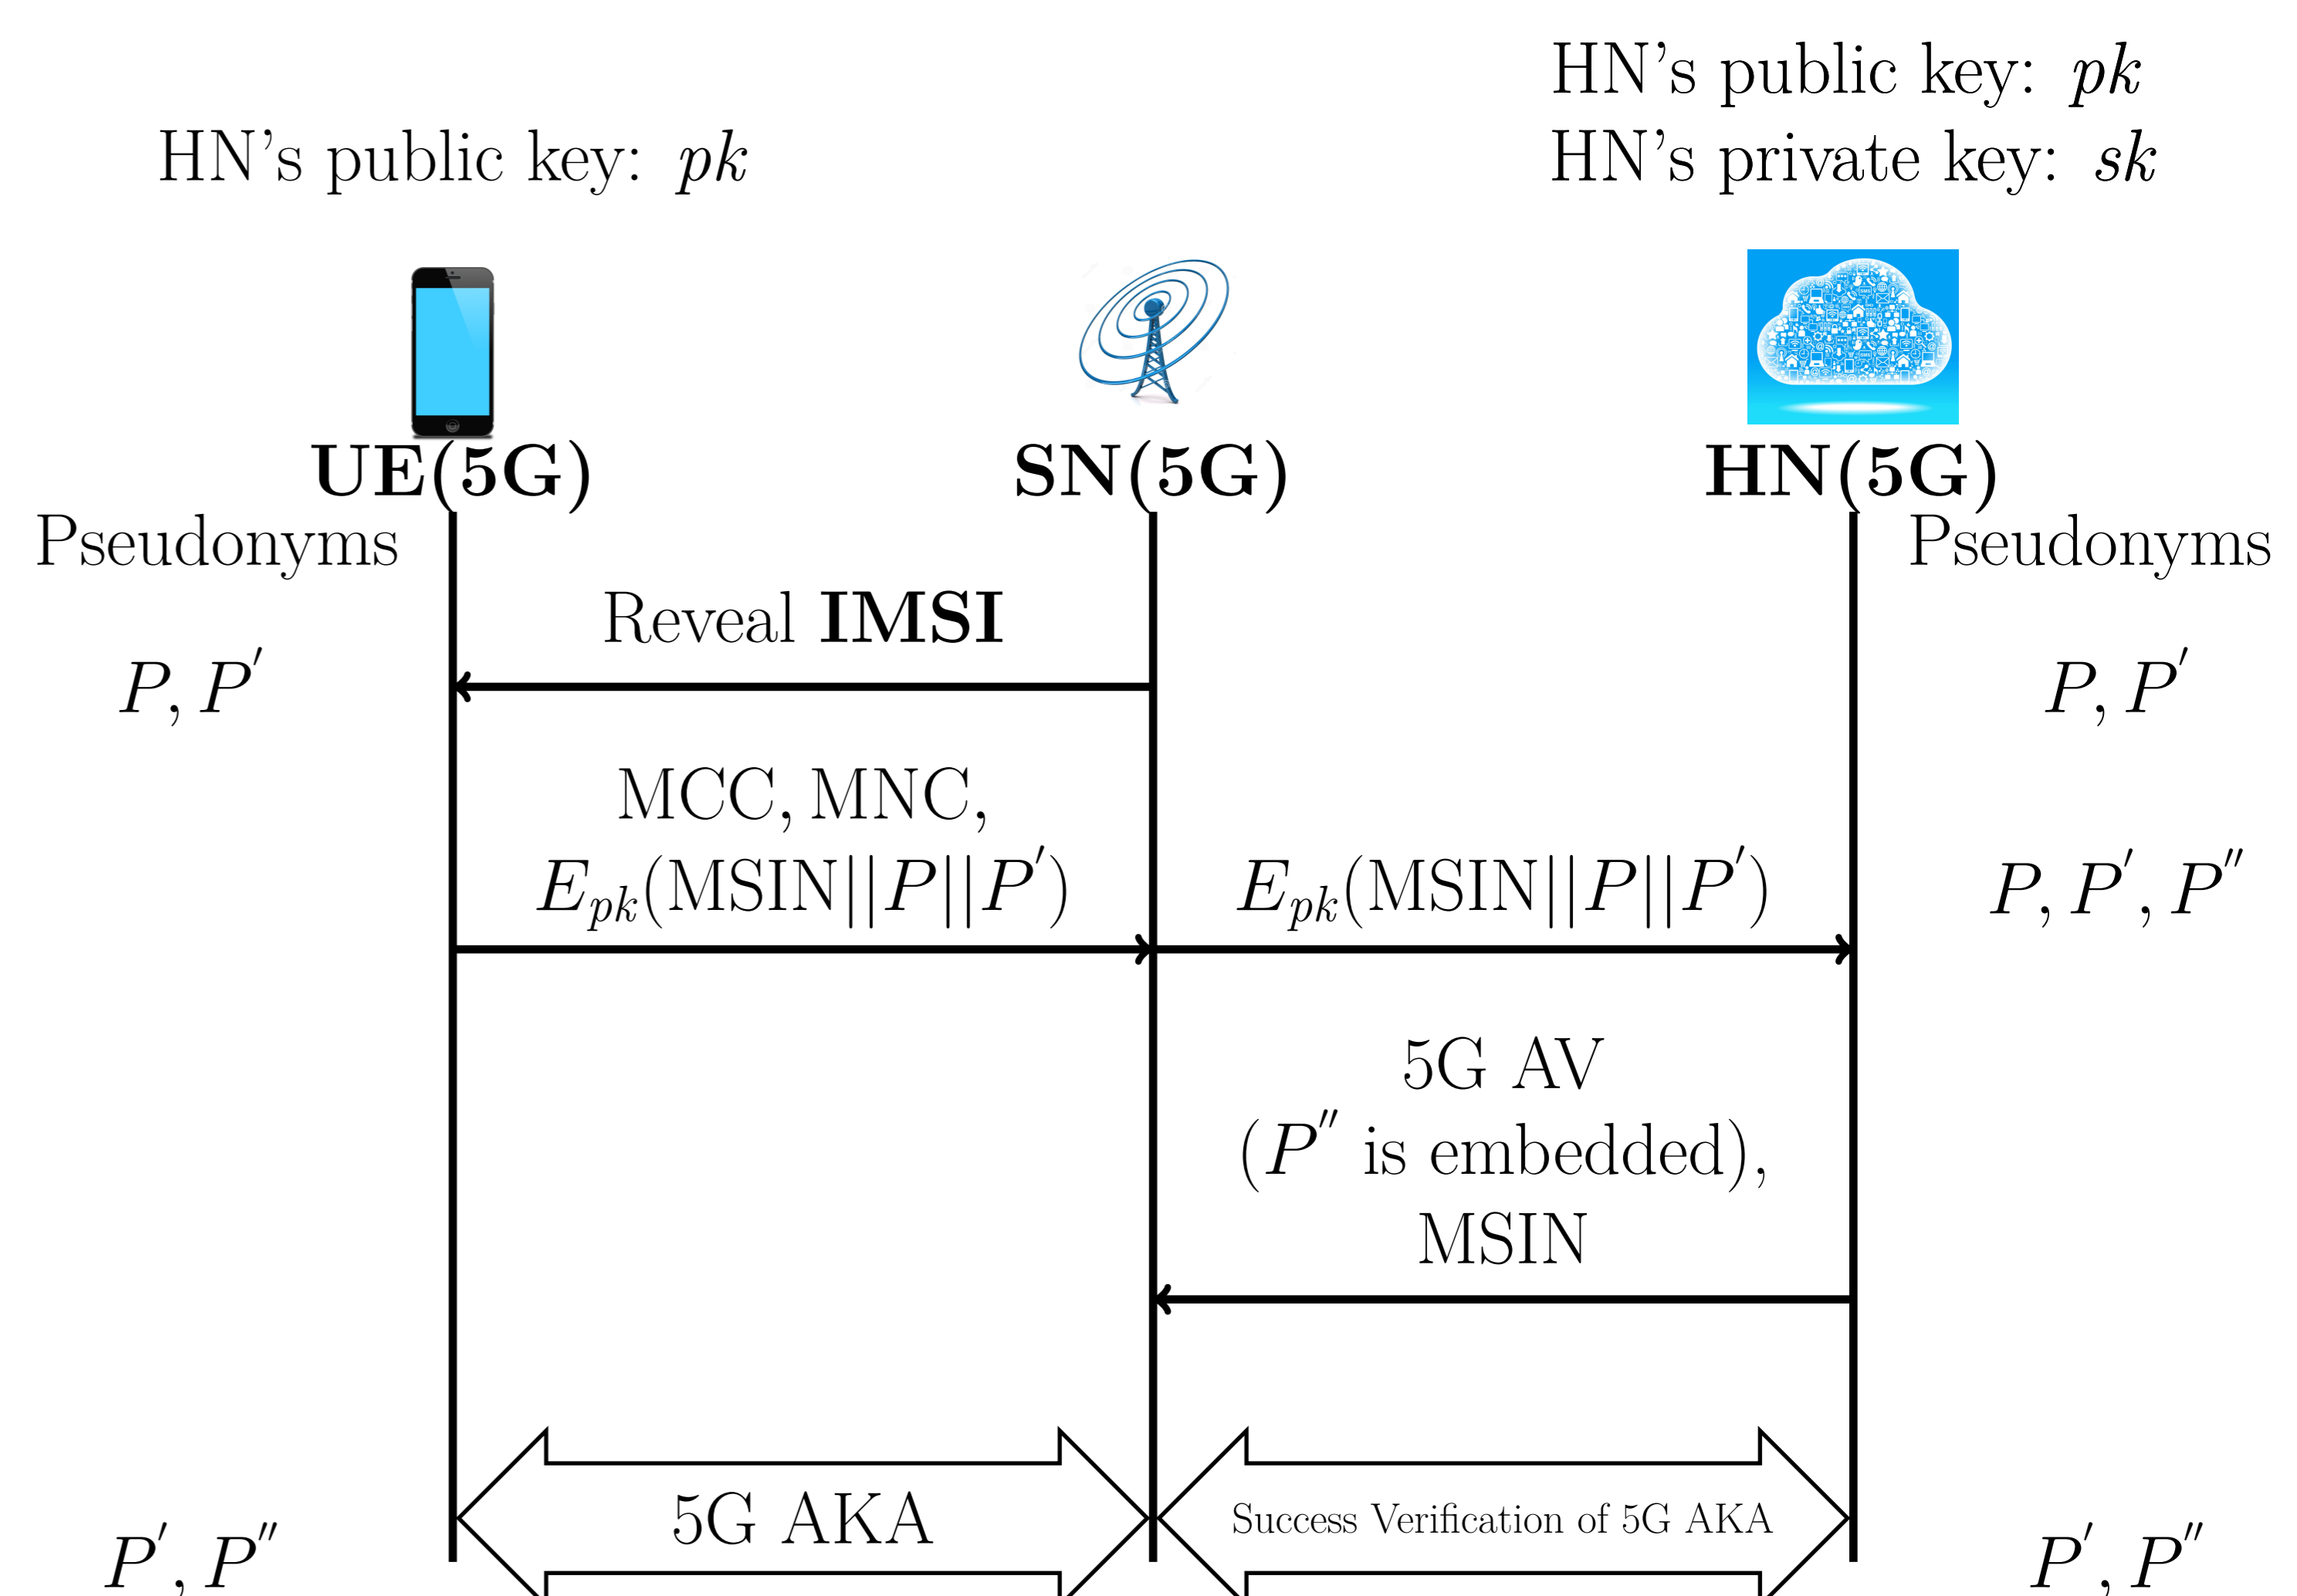 HN's public key: pk
HN's private key: sk
HN's public key: pk
UE(5G)
SN(5G)
HN(5G)
Pseudonyms
Pseudonyms
Reveal IMSI
P, P′
P, P′
MCC, MNC,
E_pk(MSIN||P||P′)
E_pk(MSIN||P||P′)
P, P′, P″
5G AV
(P″ is embedded),
MSIN
5G AKA
Success Verification of 5G AKA
P′, P″
P′, P″